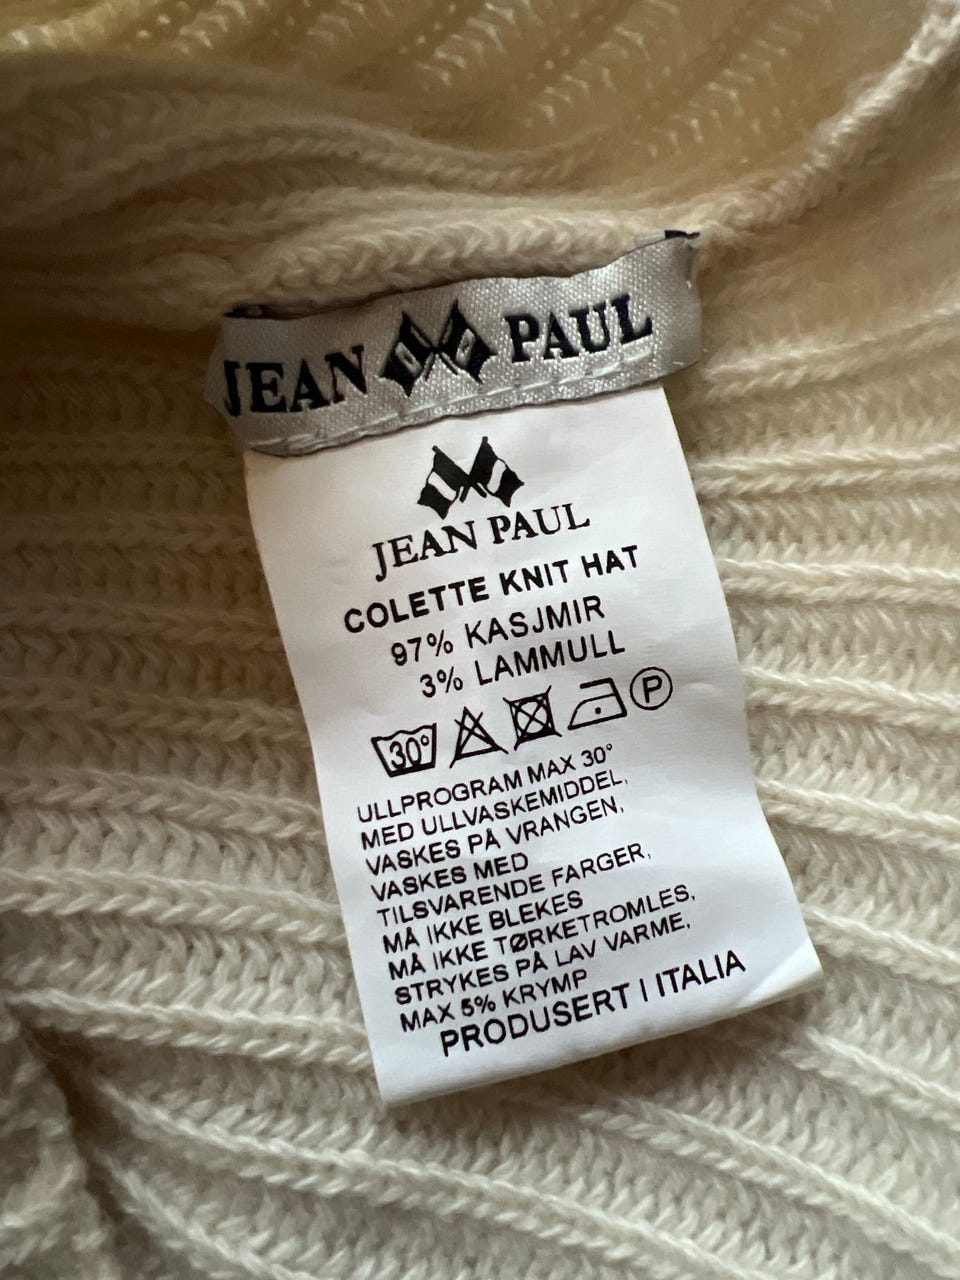 JEAN PAUL
JEAN PAUL
COLETTE KNIT HAT
97% KASJMIR
3% LAMMULL
30° P
ULLPROGRAM MAX 30°
MED ULLVASKEMIDDEL,
VASKES PÅ VRANGEN,
VASKES MED
TILSVARENDE FARGER,
MÅ IKKE BLEKES
MÅ IKKE TØRKETROMLES,
STRYKES PÅ LAV VARME,
MAX 5% KRYMP
PRODUSERT I ITALIA